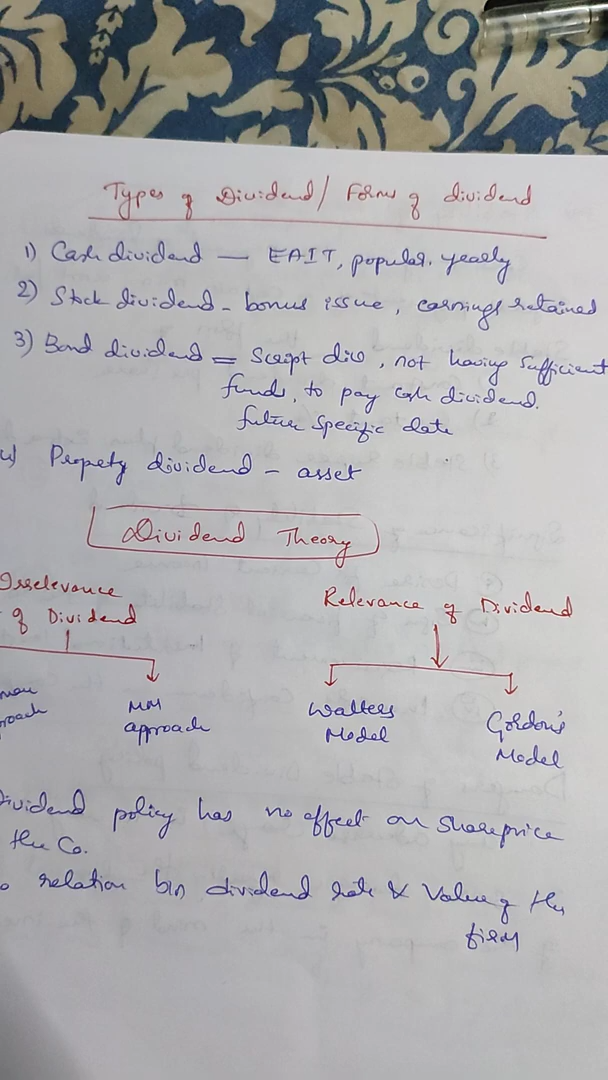 Types of Dividend/ Forms of dividend
1) Cash dividend — EAIT, popular. yearly
2) Stock dividend - bonus issue, earnings retained
3) Bond dividend = Script div, not having sufficient
funds, to pay cash dividend.
future specific date
4) Property dividend - asset
Dividend Theory
Irrelevance
of Dividend
Relevance of Dividend
MM
approach
Walters
Model
Gordon's
Model
Dividend policy has no effect on share price
the Co.
relation b/n dividend rate & Value of the
firm